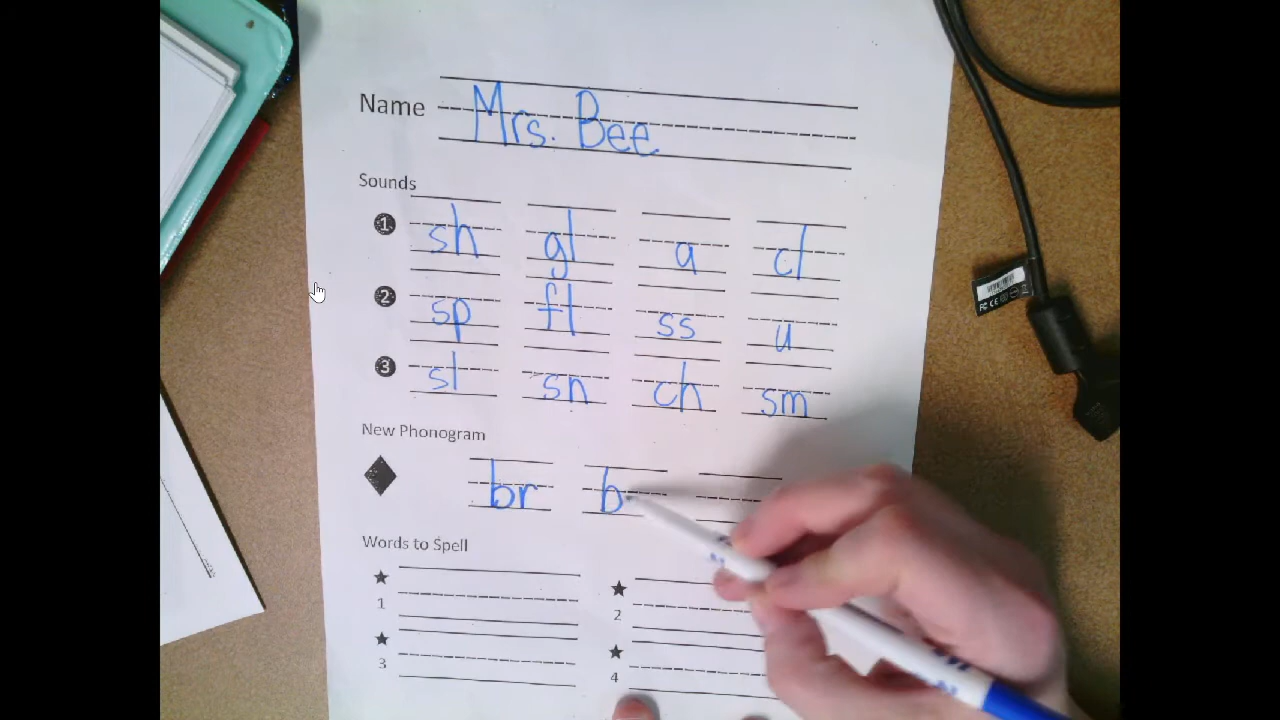 Name Mrs. Bee
Sounds
1 sh gl a cl
2 sp fl ss u
3 sl sn ch sm
New Phonogram
br b
Words to Spell
1 2
3 4